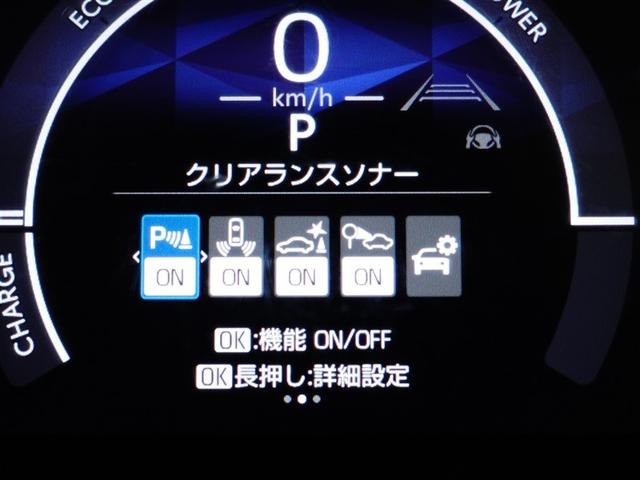 ECO
POWER
0
km/h
P
クリアランスソナー
P
ON ON ON ON
OK:機能 ON/OFF
OK長押し:詳細設定
CHARGE